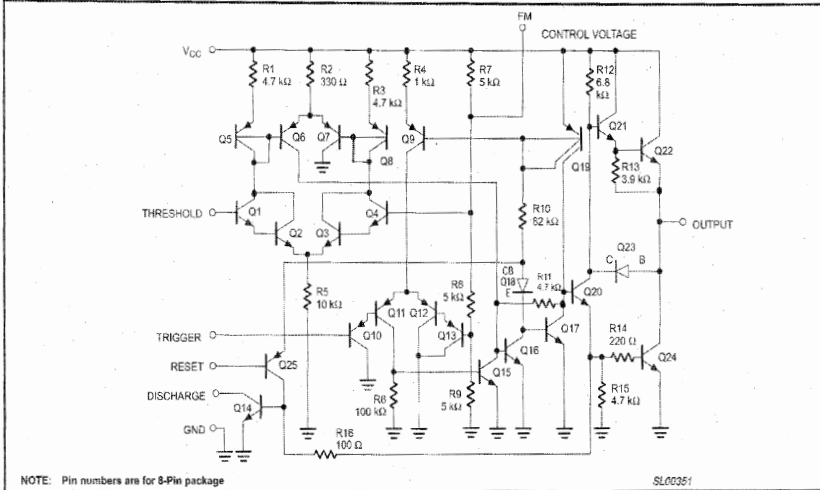 FM
CONTROL VOLTAGE
VCC
R1
4.7 kΩ
R2
330 Ω
R3
4.7 kΩ
R4
1 kΩ
R7
5 kΩ
R12
6.8
kΩ
Q5
Q6
Q7
Q8
Q9
Q19
Q21
Q22
R13
3.9 kΩ
R10
82 kΩ
THRESHOLD
Q1
Q2
Q3
Q4
OUTPUT
Q23
C
B
CB
Q18
E
R11
4.7 kΩ
Q20
R5
10 kΩ
R8
5 kΩ
Q11
Q12
Q10
Q13
Q17
Q16
R14
220 Ω
Q24
TRIGGER
RESET
Q25
Q15
DISCHARGE
Q14
R6
100 kΩ
R9
5 kΩ
R15
4.7 kΩ
GND
R16
100 Ω
NOTE: Pin numbers are for 8-Pin package
SL00351